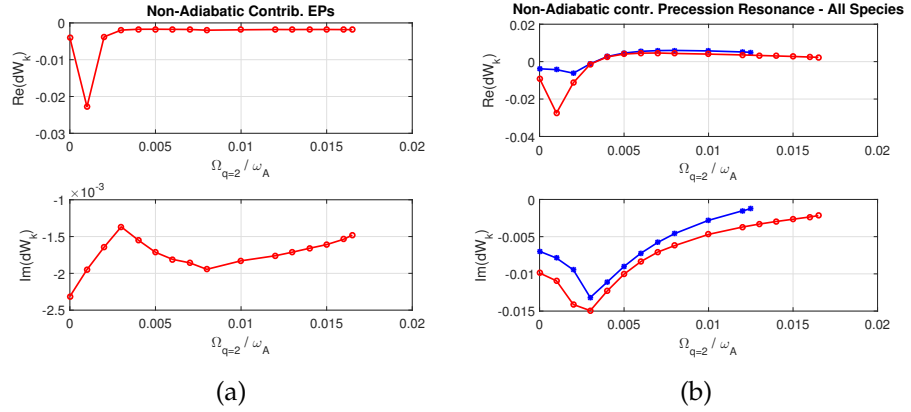 Non-Adiabatic Contrib. EPs
0
-0.01
-0.02
-0.03
Re(dW_k)
0 0.005 0.01 0.015 0.02
Ω_{q=2} / ω_A
×10^{-3}
-1
-1.5
-2
-2.5
Im(dW_k)
0 0.005 0.01 0.015 0.02
Ω_{q=2} / ω_A
(a)
Non-Adiabatic contr. Precession Resonance - All Species
0.02
0
-0.02
-0.04
Re(dW_k)
0 0.005 0.01 0.015 0.02
Ω_{q=2} / ω_A
0
-0.005
-0.01
-0.015
Im(dW_k)
0 0.005 0.01 0.015 0.02
Ω_{q=2} / ω_A
(b)